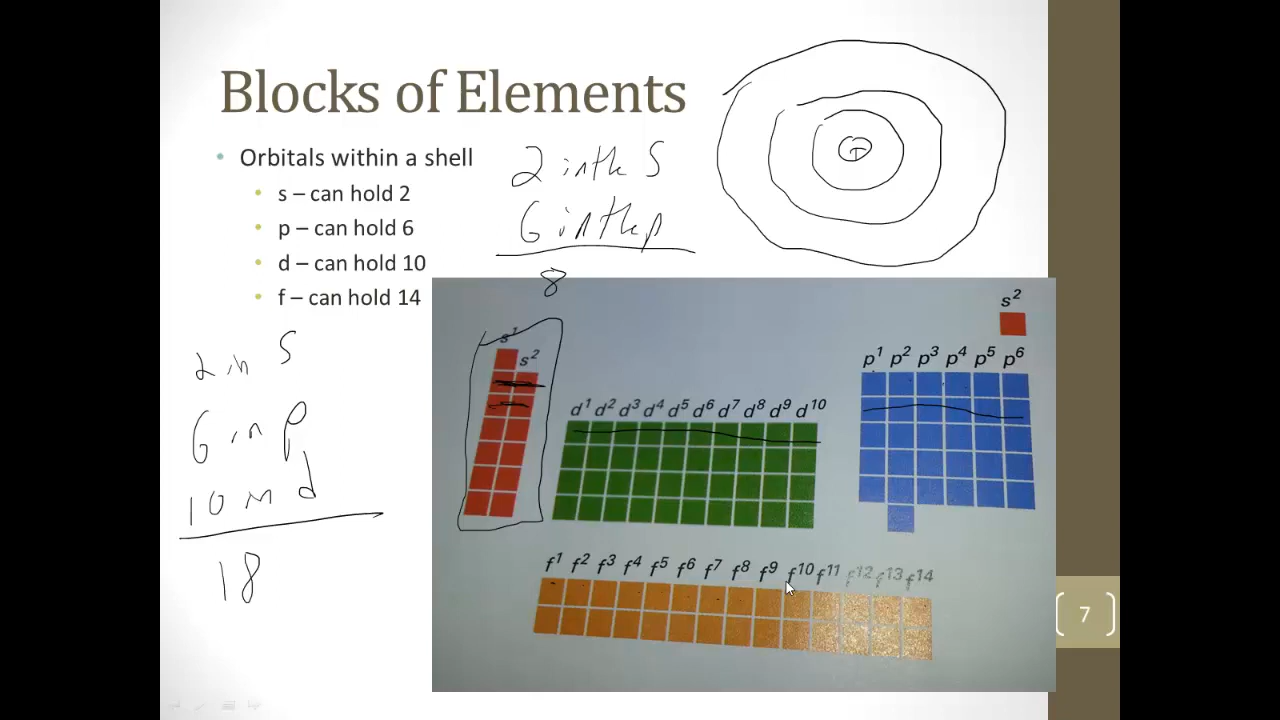 Blocks of Elements
• Orbitals within a shell
• s – can hold 2
• p – can hold 6
• d – can hold 10
• f – can hold 14
2 in the S
6 in the p
8
2 in S
6 in p
10 in d
18
s¹
s²
s²
p¹ p² p³ p⁴ p⁵ p⁶
d¹ d² d³ d⁴ d⁵ d⁶ d⁷ d⁸ d⁹ d¹⁰
f¹ f² f³ f⁴ f⁵ f⁶ f⁷ f⁸ f⁹ f¹⁰ f¹¹ f¹² f¹³ f¹⁴
7